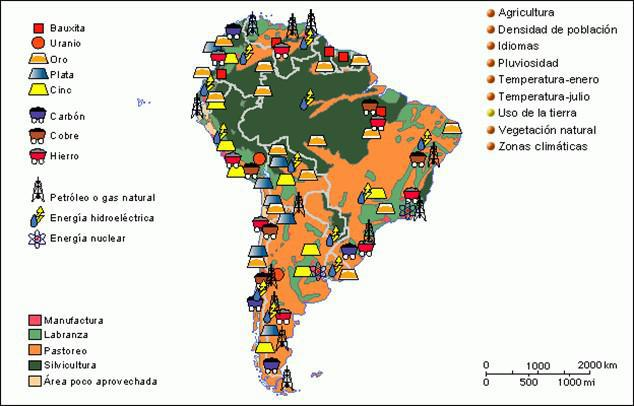 Bauxita
Uranio
Oro
Plata
Cinc
Carbón
Cobre
Hierro
Petróleo o gas natural
Energía hidroeléctrica
Energía nuclear
Manufactura
Labranza
Pastoreo
Silvicultura
Área poco aprovechada
Agricultura
Densidad de población
Idiomas
Pluviosidad
Temperatura-enero
Temperatura-julio
Uso de la tierra
Vegetación natural
Zonas climáticas
0 1000 2000 km
0 500 1000 mi